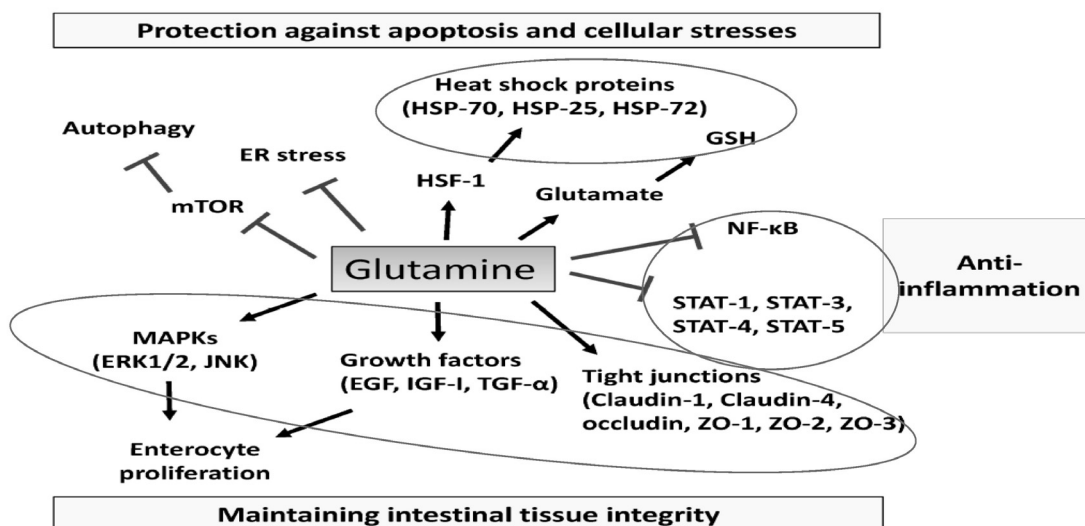 Protection against apoptosis and cellular stresses
Heat shock proteins
(HSP-70, HSP-25, HSP-72)
Autophagy
ER stress
GSH
HSF-1
Glutamate
mTOR
NF-κB
Glutamine
Anti-
inflammation
STAT-1, STAT-3,
STAT-4, STAT-5
MAPKs
(ERK1/2, JNK)
Growth factors
(EGF, IGF-I, TGF-α)
Tight junctions
(Claudin-1, Claudin-4,
occludin, ZO-1, ZO-2, ZO-3)
Enterocyte
proliferation
Maintaining intestinal tissue integrity